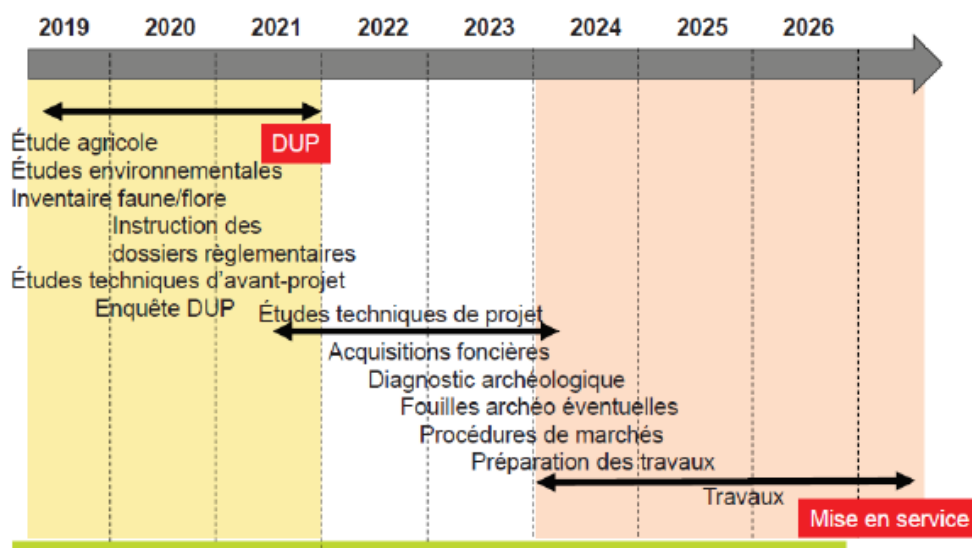 2019 2020 2021 2022 2023 2024 2025 2026
DUP
Étude agricole
Études environnementales
Inventaire faune/flore
Instruction des
dossiers règlementaires
Études techniques d'avant-projet
Enquête DUP
Études techniques de projet
Acquisitions foncières
Diagnostic archéologique
Fouilles archéo éventuelles
Procédures de marchés
Préparation des travaux
Travaux
Mise en service